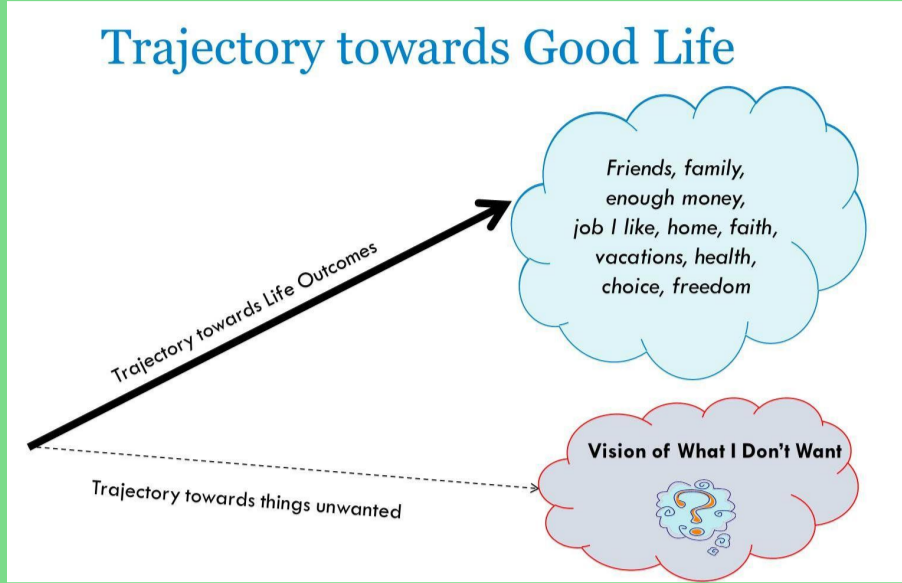 Trajectory towards Good Life
Friends, family,
enough money,
job I like, home, faith,
vacations, health,
choice, freedom
Trajectory towards Life Outcomes
Vision of What I Don't Want
?
Trajectory towards things unwanted